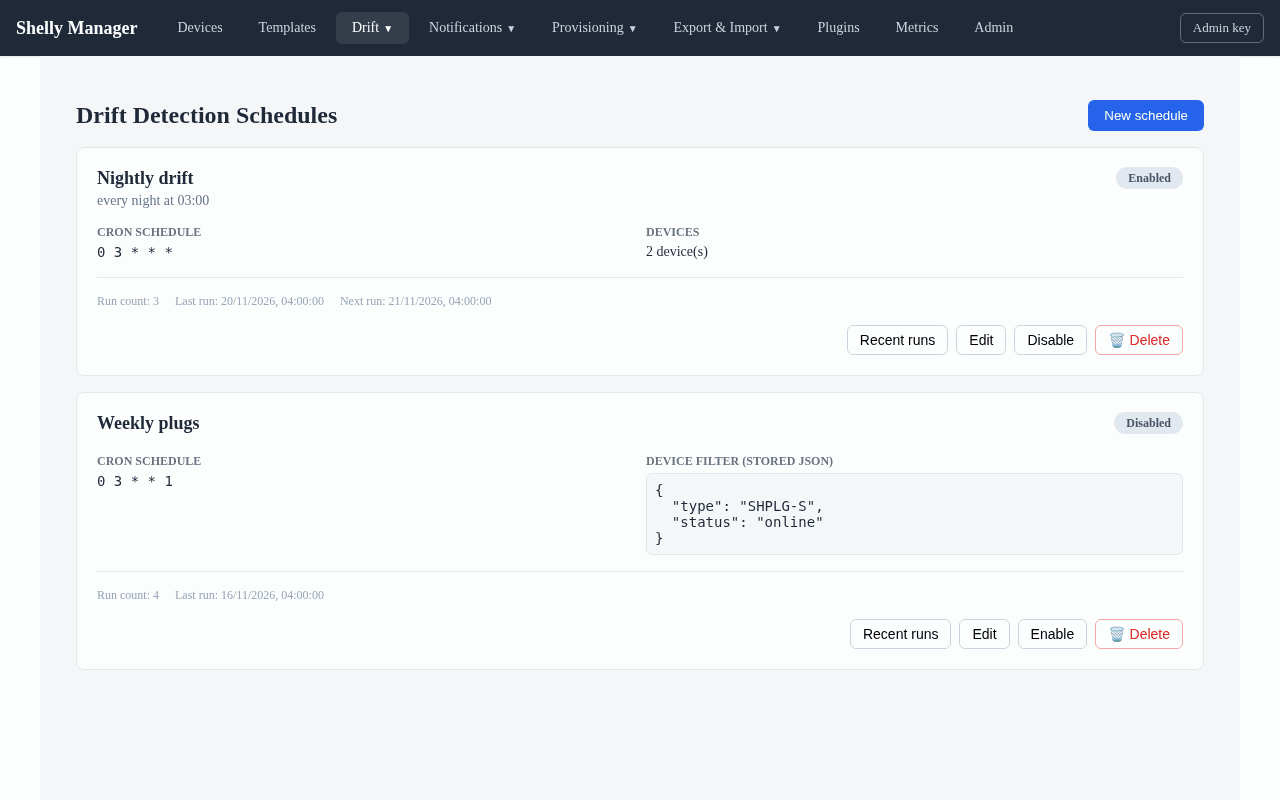 Shelly Manager Devices Templates Drift ▼ Notifications ▼ Provisioning ▼ Export & Import ▼ Plugins Metrics Admin Admin key
Drift Detection Schedules New schedule
Nightly drift Enabled
every night at 03:00
CRON SCHEDULE DEVICES
0 3 * * * 2 device(s)
Run count: 3 Last run: 20/11/2026, 04:00:00 Next run: 21/11/2026, 04:00:00
Recent runs Edit Disable 🗑️ Delete
Weekly plugs Disabled
CRON SCHEDULE DEVICE FILTER (STORED JSON)
0 3 * * 1
{
"type": "SHPLG-S",
"status": "online"
}
Run count: 4 Last run: 16/11/2026, 04:00:00
Recent runs Edit Enable 🗑️ Delete